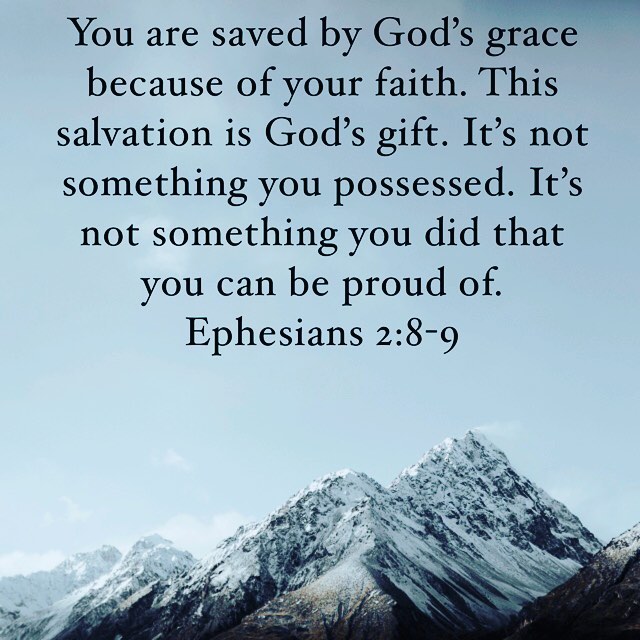 You are saved by God’s grace
because of your faith. This
salvation is God’s gift. It’s not
something you possessed. It’s
not something you did that
you can be proud of.
Ephesians 2:8-9